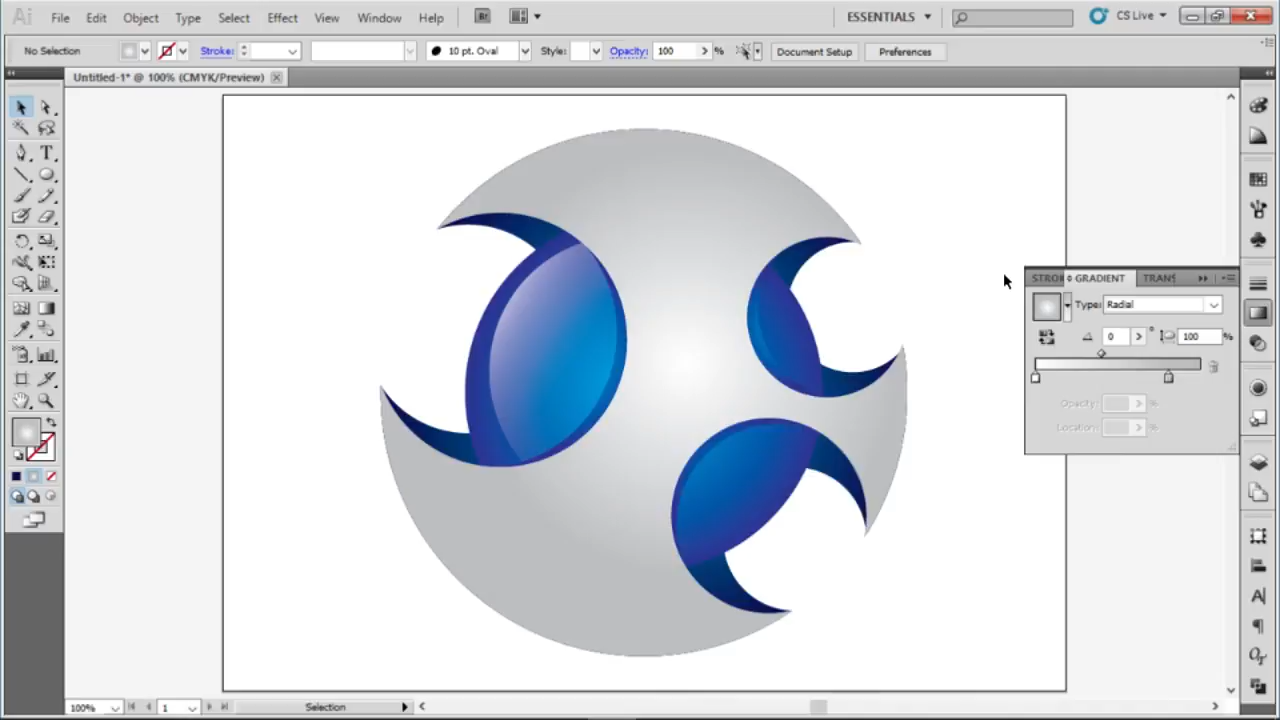 Ai File Edit Object Type Select Effect View Window Help Br ESSENTIALS CS Live
No Selection Stroke: 10 pt. Oval Style: Opacity: 100 % Document Setup Preferences
Untitled-1* @ 100% (CMYK/Preview)
STROK GRADIENT TRANS
Type: Radial
0 ° 100 %
Opacity: %
Location: %
100% 1 Selection